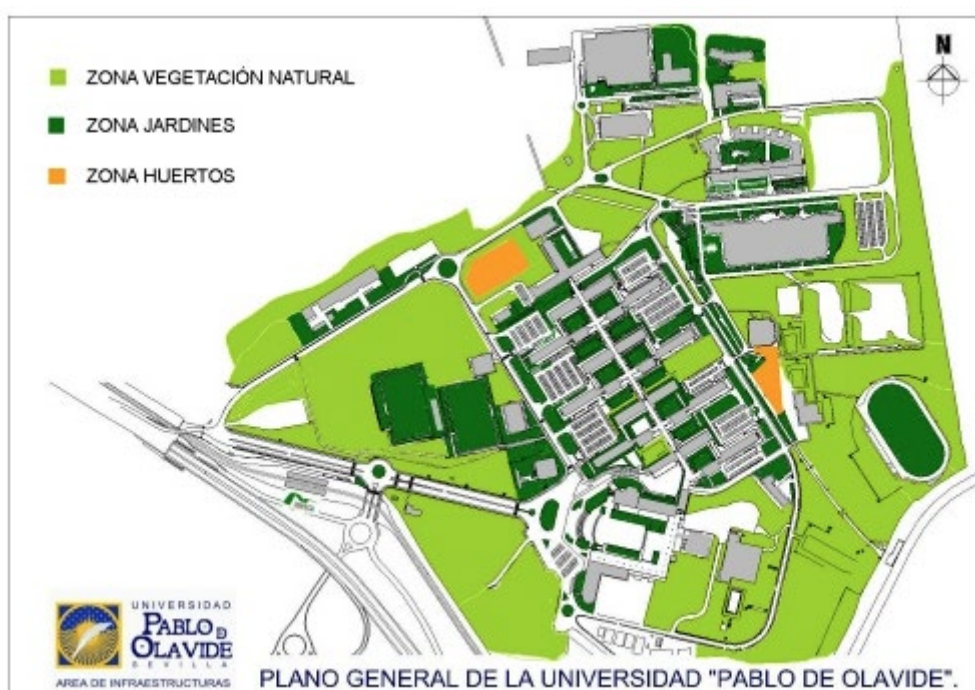 ZONA VEGETACIÓN NATURAL
ZONA JARDINES
ZONA HUERTOS
N
UNIVERSIDAD
PABLO D
OLAVIDE
SEVILLA
AREA DE INFRAESTRUCTURAS
PLANO GENERAL DE LA UNIVERSIDAD "PABLO DE OLAVIDE".